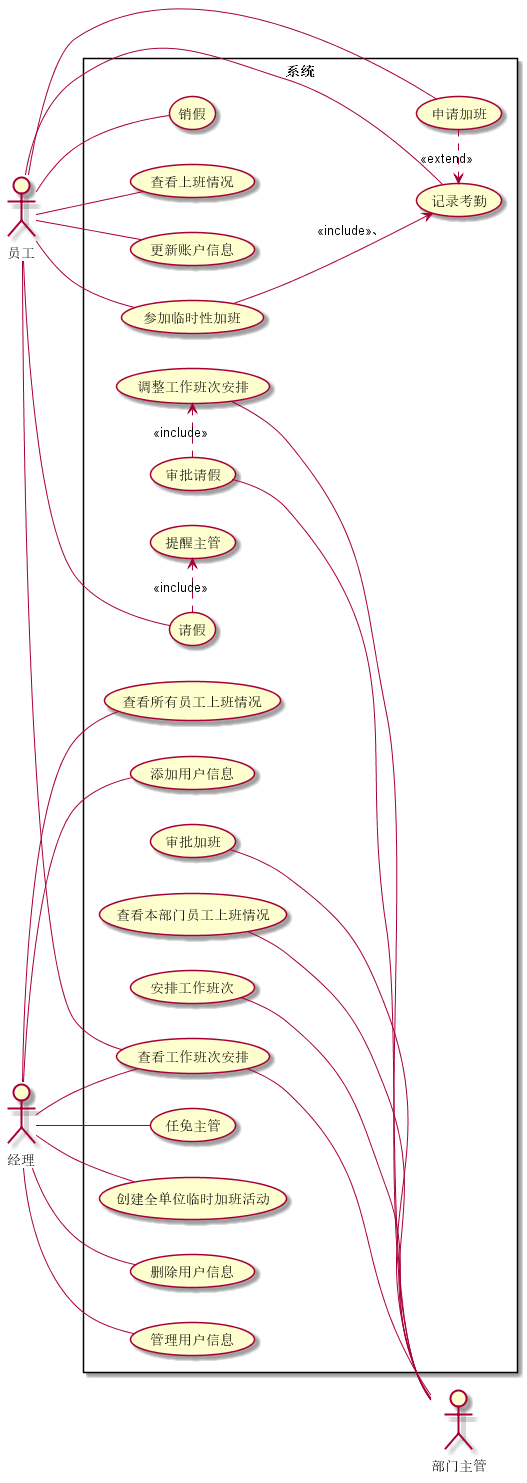 系统
销假
申请加班
«extend»
查看上班情况
记录考勤
员工
更新账户信息
«include»、
参加临时性加班
调整工作班次安排
«include»
审批请假
提醒主管
«include»
请假
查看所有员工上班情况
添加用户信息
审批加班
查看本部门员工上班情况
安排工作班次
查看工作班次安排
任免主管
经理
创建全单位临时加班活动
删除用户信息
管理用户信息
部门主管